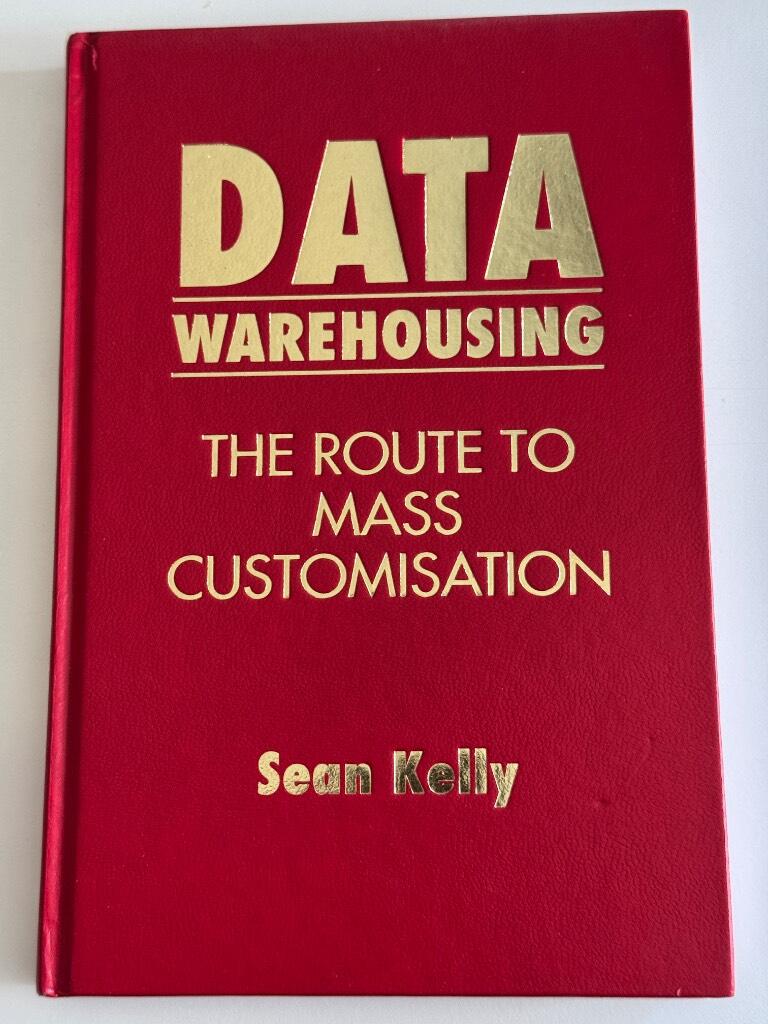 DATA
WAREHOUSING
THE ROUTE TO
MASS
CUSTOMISATION
Sean Kelly